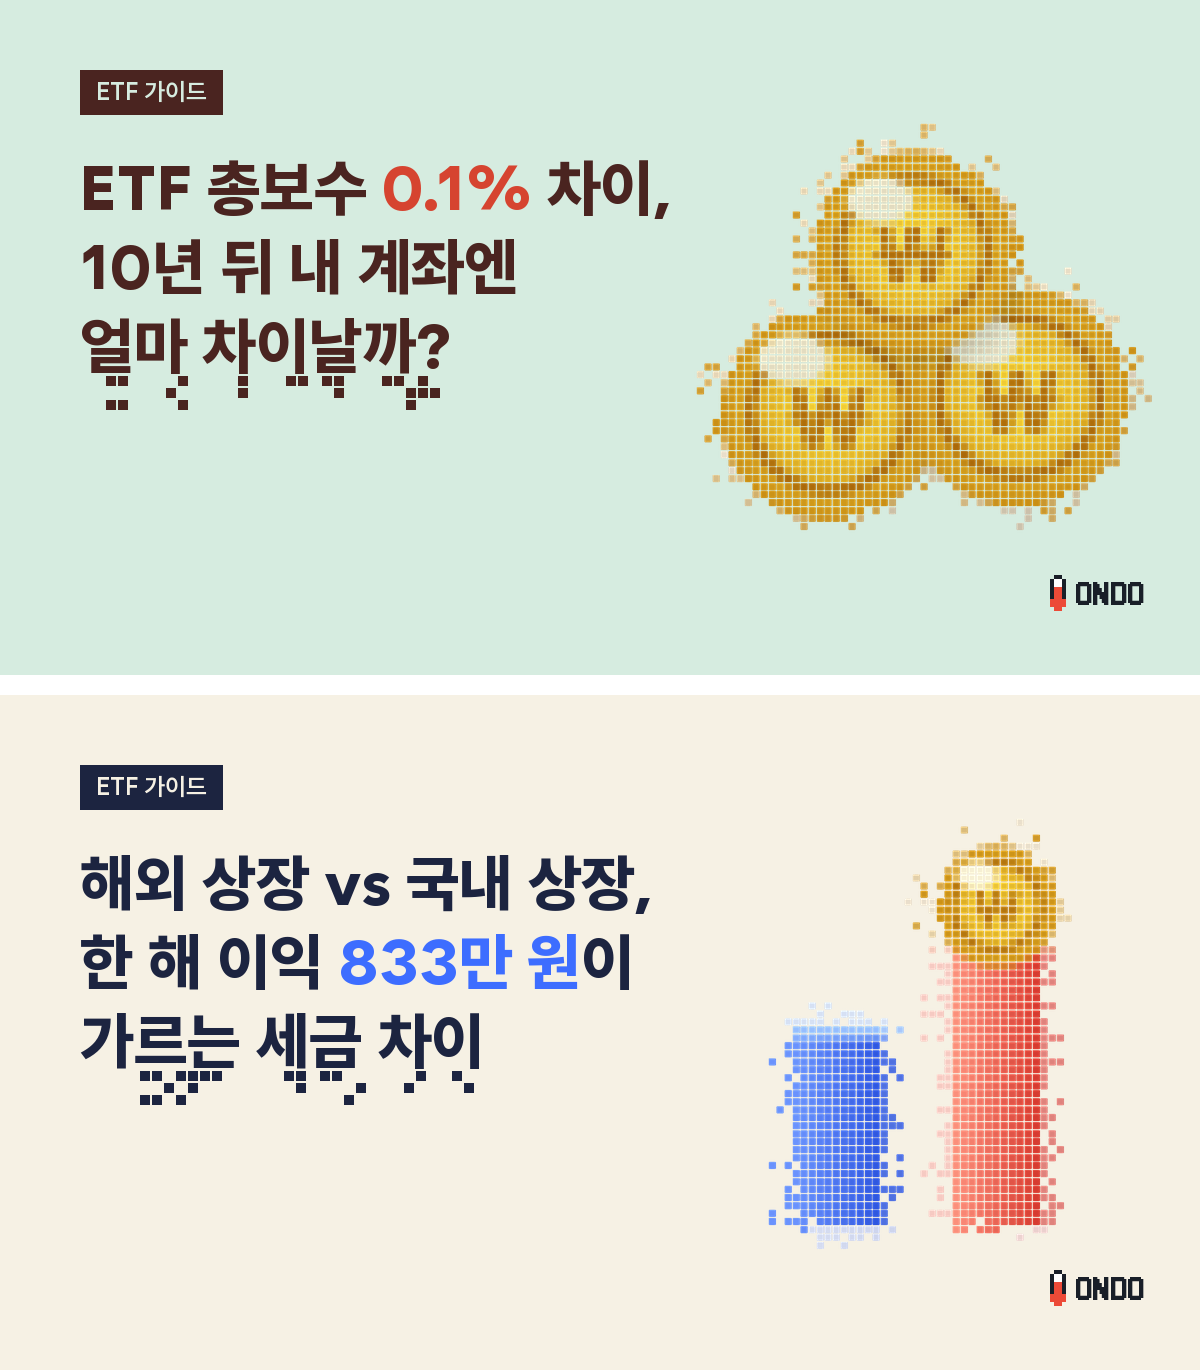 ETF 가이드
ETF 총보수 0.1% 차이,
10년 뒤 내 계좌엔
얼마 차이날까?
W
W
W
ONDO
ETF 가이드
해외 상장 vs 국내 상장,
한 해 이익 833만 원이
가르는 세금 차이
W
ONDO